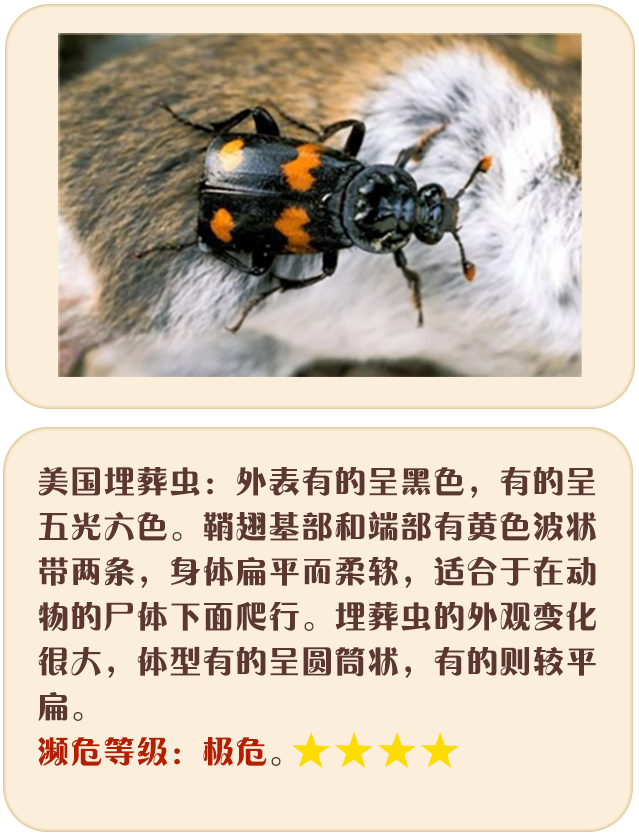 美国埋葬虫：外表有的呈黑色，有的呈
五光六色。鞘翅基部和端部有黄色波状
带两条，身体扁平而柔软，适合于在动
物的尸体下面爬行。埋葬虫的外观变化
很大，体型有的呈圆筒状，有的则较平
扁。
濒危等级：极危。★★★★